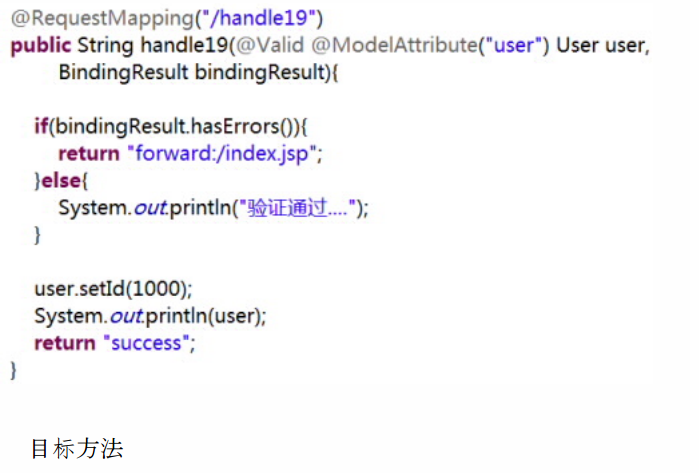 @RequestMapping("/handle19")
public String handle19(@Valid @ModelAttribute("user") User user,
BindingResult bindingResult){
if(bindingResult.hasErrors()){
return "forward:/index.jsp";
}else{
System.out.println("验证通过....");
}
user.setId(1000);
System.out.println(user);
return "success";
}
目标方法